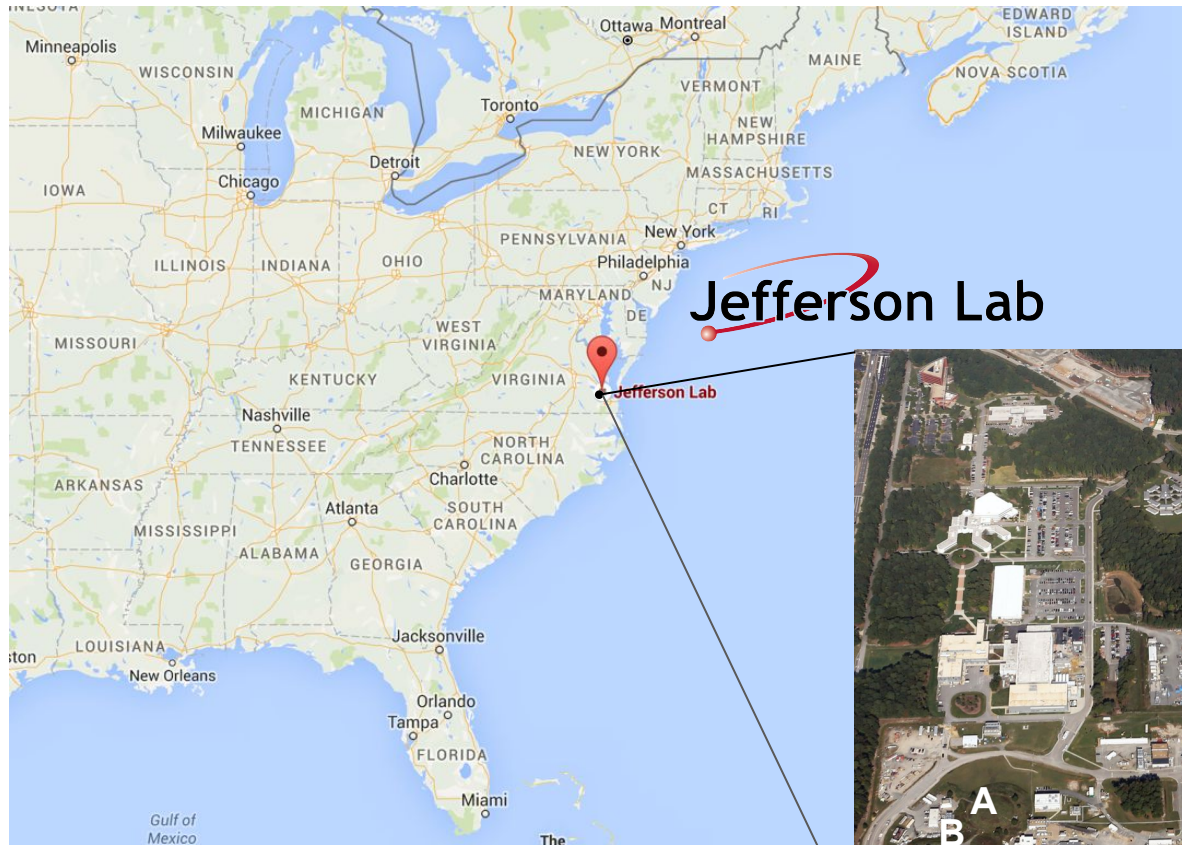 Ottawa
Montreal
EDWARD
ISLAND
Minneapolis
MAINE
WISCONSIN
NOVA SCOTIA
VERMONT
MICHIGAN
Toronto
NEW
HAMPSHIRE
Milwaukee
NEW YORK
Detroit
MASSACHUSETTS
IOWA
Chicago
CT
RI
New York
PENNSYLVANIA
OHIO
ILLINOIS
INDIANA
Philadelphia
NJ
MARYLAND
DE
Jefferson Lab
WEST
VIRGINIA
MISSOURI
KENTUCKY
VIRGINIA
Jefferson Lab
Nashville
TENNESSEE
NORTH
CAROLINA
Charlotte
ARKANSAS
Atlanta
SOUTH
CAROLINA
MISSISSIPPI
ALABAMA
GEORGIA
Jacksonville
LOUISIANA
ston
New Orleans
Orlando
Tampa
FLORIDA
Miami
Gulf of
Mexico
The
A
B